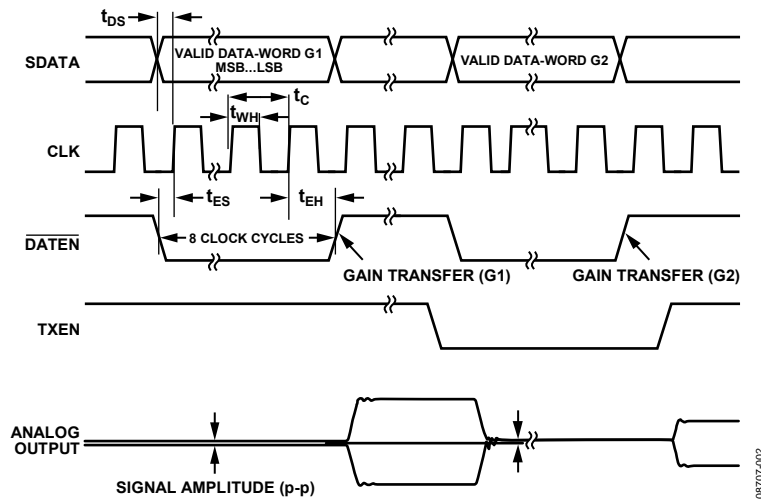 tDS
SDATA
VALID DATA-WORD G1
MSB...LSB
VALID DATA-WORD G2
tC
tWH
CLK
tES
tEH
DATEN
8 CLOCK CYCLES
GAIN TRANSFER (G1)
GAIN TRANSFER (G2)
TXEN
ANALOG
OUTPUT
SIGNAL AMPLITUDE (p-p)
08707-002